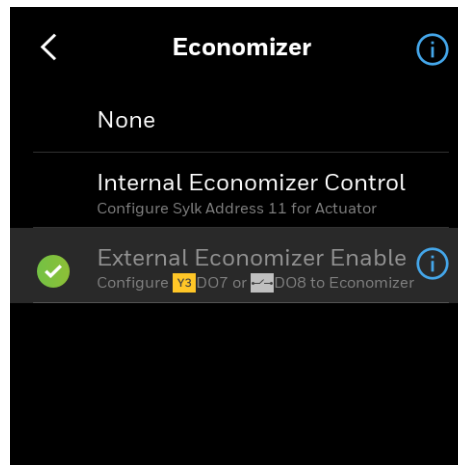 Economizer
None
Internal Economizer Control
Configure Sylk Address 11 for Actuator
External Economizer Enable
Configure Y3 DO7 or DO8 to Economizer